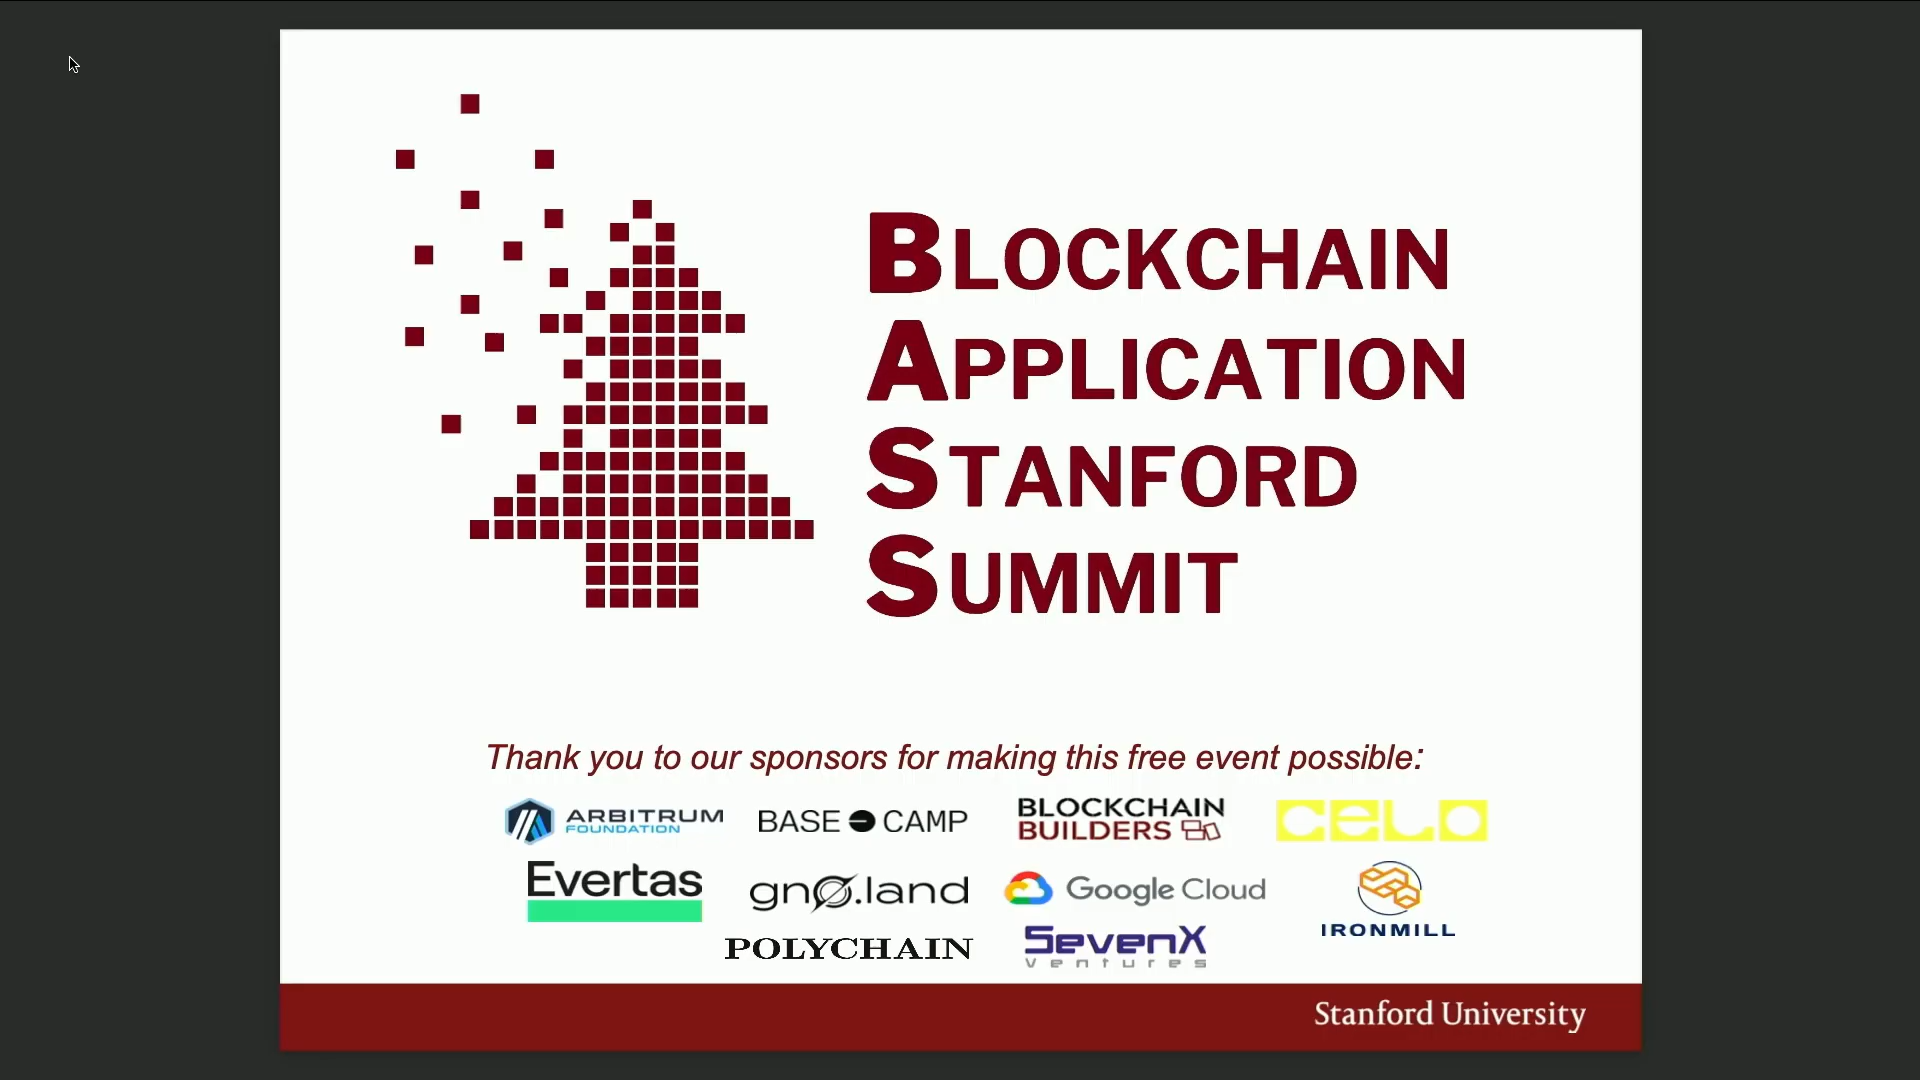 BLOCKCHAIN
APPLICATION
STANFORD
SUMMIT
Thank you to our sponsors for making this free event possible:
ARBITRUM
FOUNDATION
BASE CAMP
BLOCKCHAIN
BUILDERS
CELO
Evertas
gno.land
Google Cloud
IRONMILL
POLYCHAIN
SevenX
Ventures
Stanford University